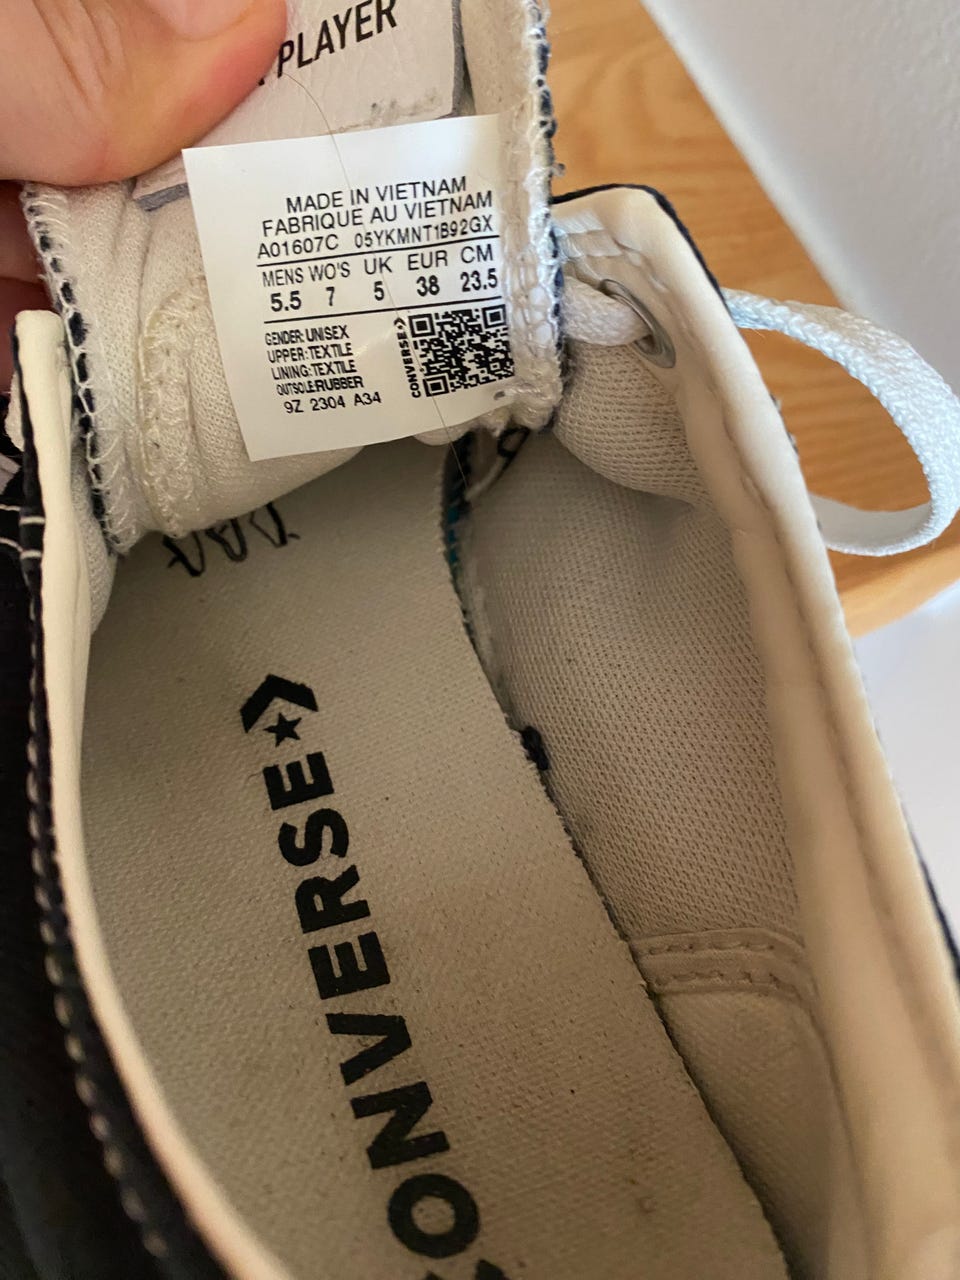 PLAYER
MADE IN VIETNAM
FABRIQUE AU VIETNAM
A01607C 05YKMNT1B92GX
MENS WO'S UK EUR CM
5.5 7 5 38 23.5
GENDER: UNISEX
UPPER: TEXTILE
LINING: TEXTILE
OUTSOLE:RUBBER
9Z 2304 A34
CONVERSE
CONVERSE